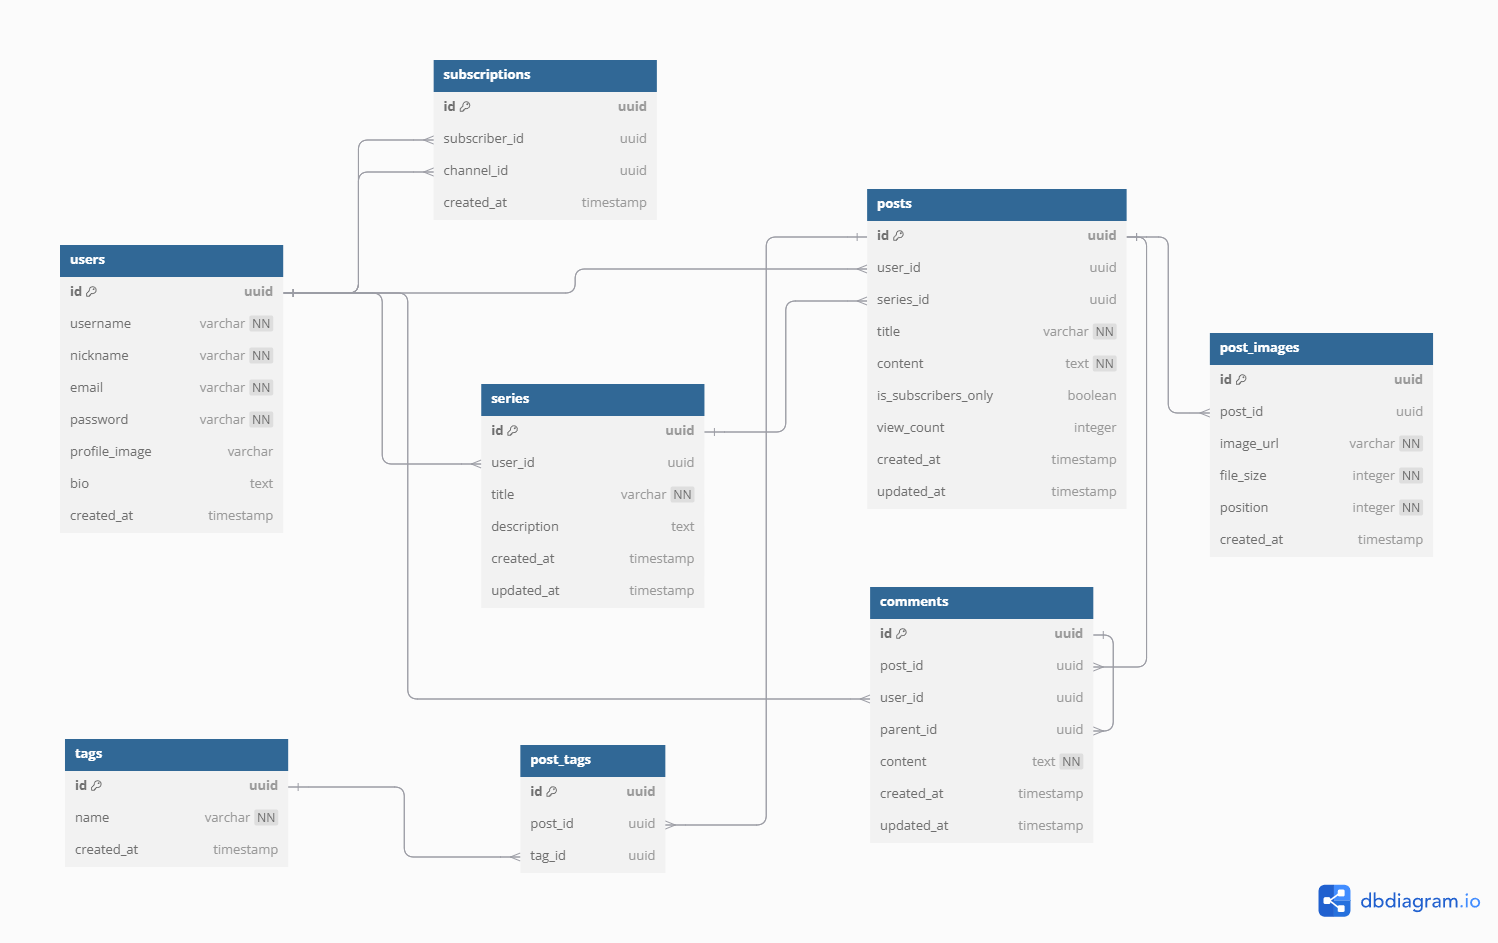 subscriptions
id uuid
subscriber_id uuid
channel_id uuid
created_at timestamp
users
id uuid
username varchar NN
nickname varchar NN
email varchar NN
password varchar NN
profile_image varchar
bio text
created_at timestamp
series
id uuid
user_id uuid
title varchar NN
description text
created_at timestamp
updated_at timestamp
posts
id uuid
user_id uuid
series_id uuid
title varchar NN
content text NN
is_subscribers_only boolean
view_count integer
created_at timestamp
updated_at timestamp
post_images
id uuid
post_id uuid
image_url varchar NN
file_size integer NN
position integer NN
created_at timestamp
comments
id uuid
post_id uuid
user_id uuid
parent_id uuid
content text NN
created_at timestamp
updated_at timestamp
tags
id uuid
name varchar NN
created_at timestamp
post_tags
id uuid
post_id uuid
tag_id uuid
dbdiagram.io